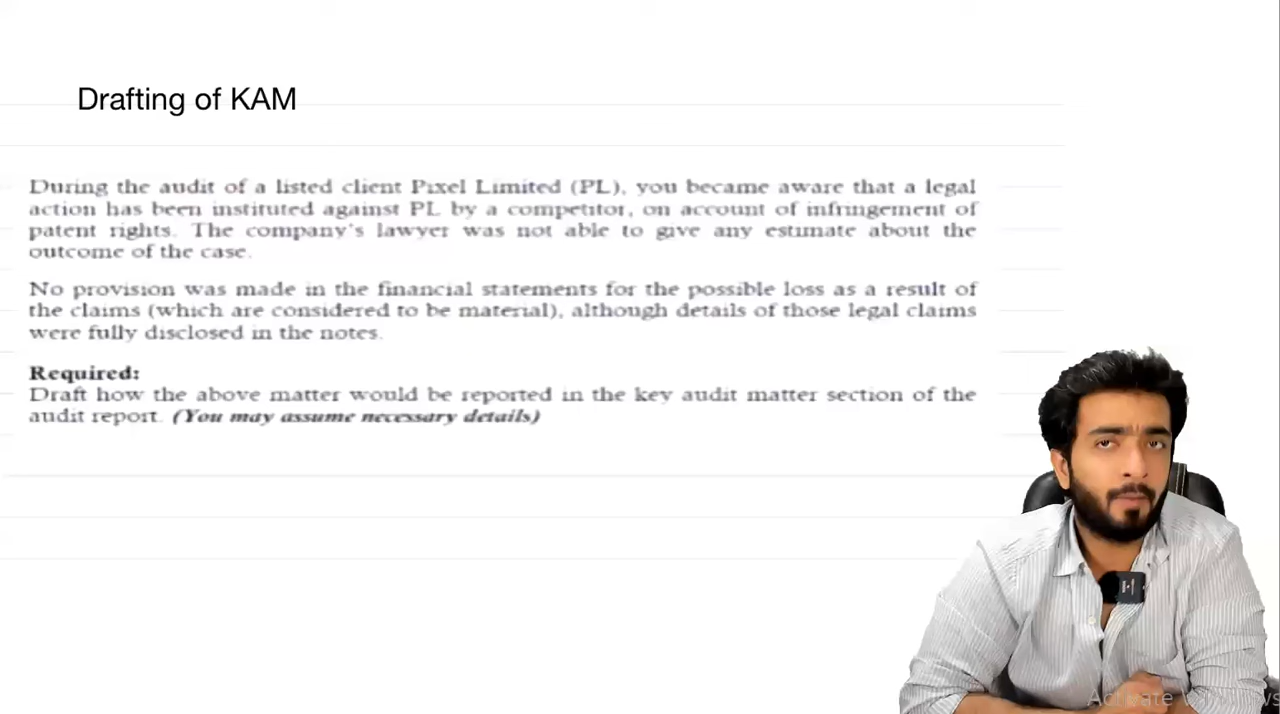 Drafting of KAM
During the audit of a listed client Pixel Limited (PL), you became aware that a legal
action has been instituted against PL by a competitor, on account of infringement of
patent rights. The company's lawyer was not able to give any estimate about the
outcome of the case.
No provision was made in the financial statements for the possible loss as a result of
the claims (which are considered to be material), although details of those legal claims
were fully disclosed in the notes.
Required:
Draft how the above matter would be reported in the key audit matter section of the
audit report. (You may assume necessary details)
Activate Windows